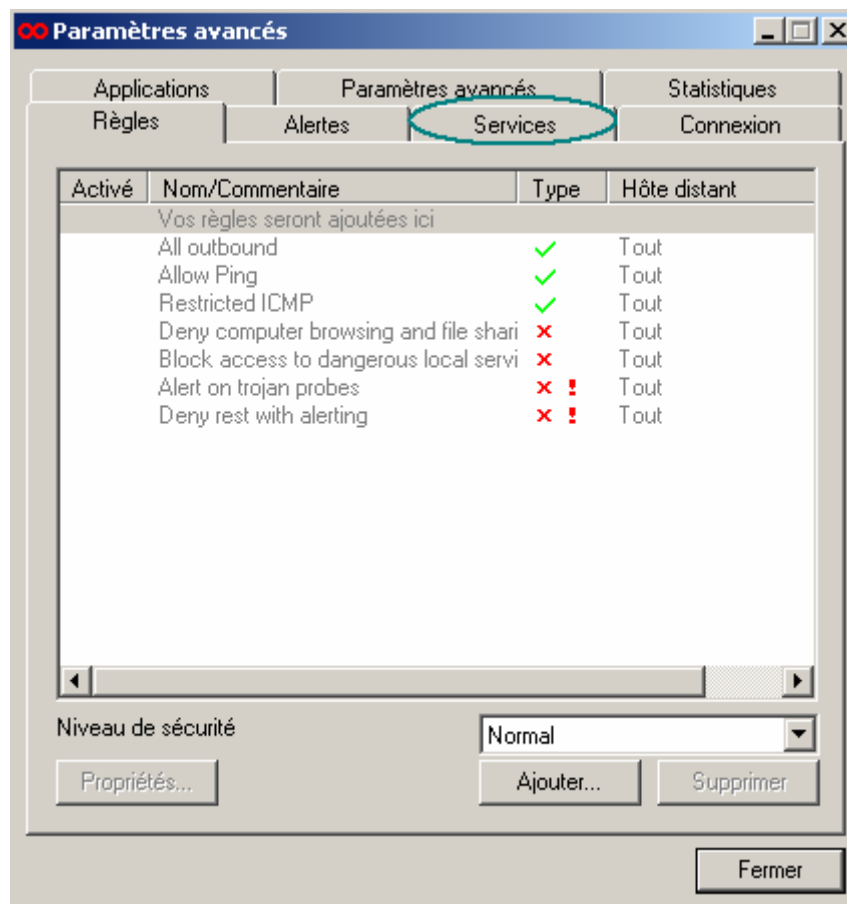 Paramètres avancés
Applications Paramètres avancés Statistiques
Règles Alertes Services Connexion
Activé Nom/Commentaire Type Hôte distant
Vos règles seront ajoutées ici
All outbound Tout
Allow Ping Tout
Restricted ICMP Tout
Deny computer browsing and file shari Tout
Block access to dangerous local servi Tout
Alert on trojan probes Tout
Deny rest with alerting Tout
Niveau de sécurité Normal
Propriétés... Ajouter... Supprimer
Fermer